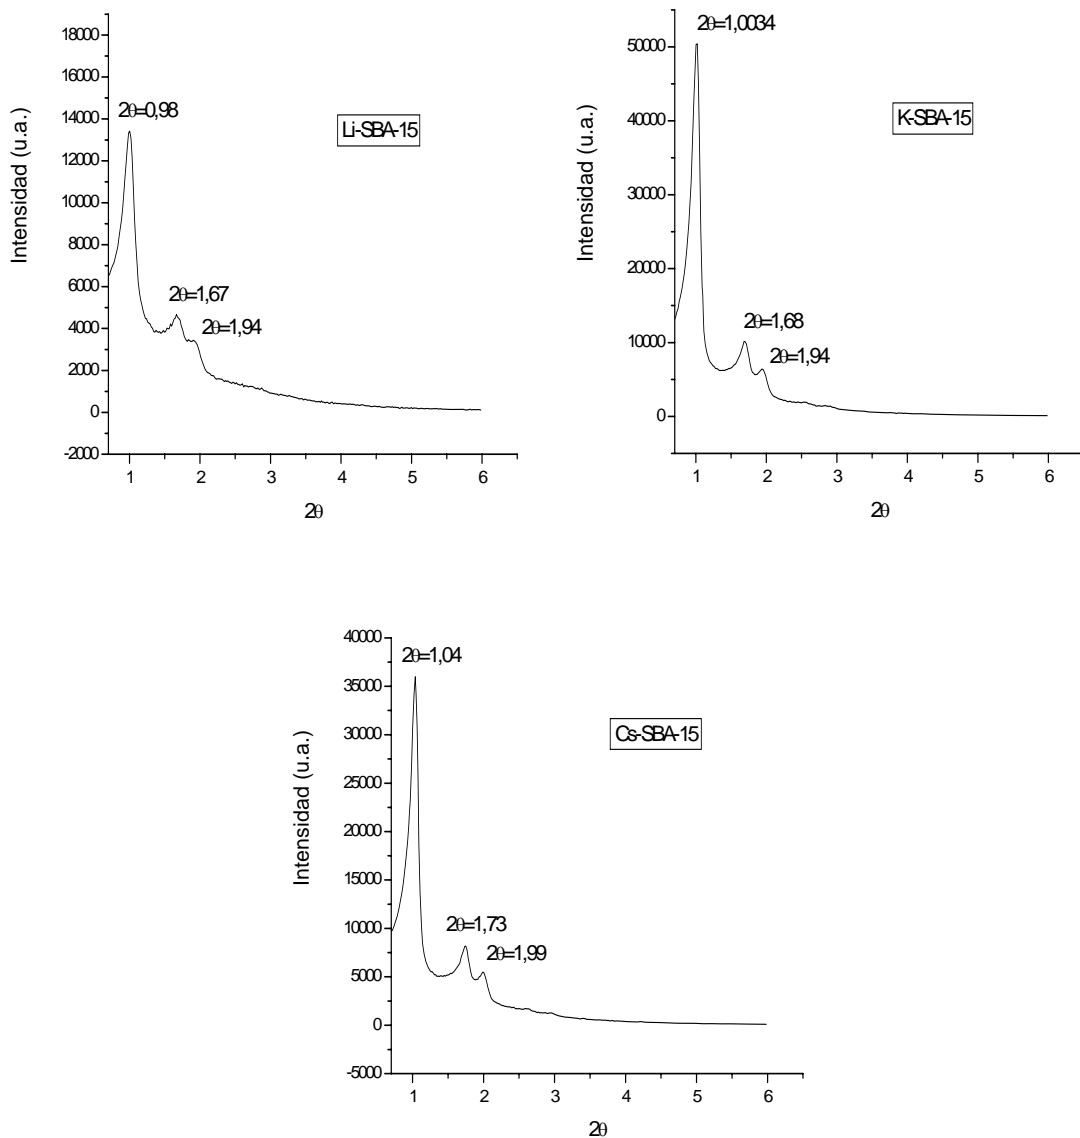 18000
16000
14000
12000
10000
8000
6000
4000
2000
0
-2000
Intensidad (u.a.)
2θ=0,98
2θ=1,67
2θ=1,94
Li-SBA-15
1 2 3 4 5 6
2θ
50000
40000
30000
20000
10000
0
Intensidad (u.a.)
2θ=1,0034
2θ=1,68
2θ=1,94
K-SBA-15
1 2 3 4 5 6
2θ
40000
35000
30000
25000
20000
15000
10000
5000
0
-5000
Intensidad (u.a.)
2θ=1,04
2θ=1,73
2θ=1,99
Cs-SBA-15
1 2 3 4 5 6
2θ